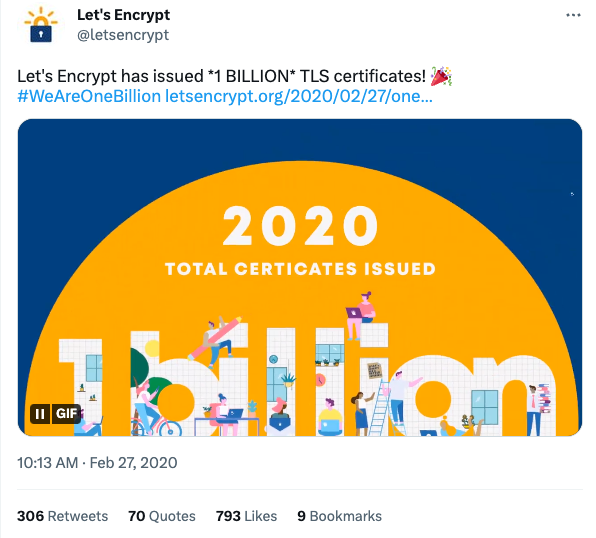 Let's Encrypt
@letsencrypt
Let's Encrypt has issued *1 BILLION* TLS certificates! 🎉
#WeAreOneBillion letsencrypt.org/2020/02/27/one...
2020
TOTAL CERTICATES ISSUED
1 billion
GIF
10:13 AM · Feb 27, 2020
306 Retweets 70 Quotes 793 Likes 9 Bookmarks